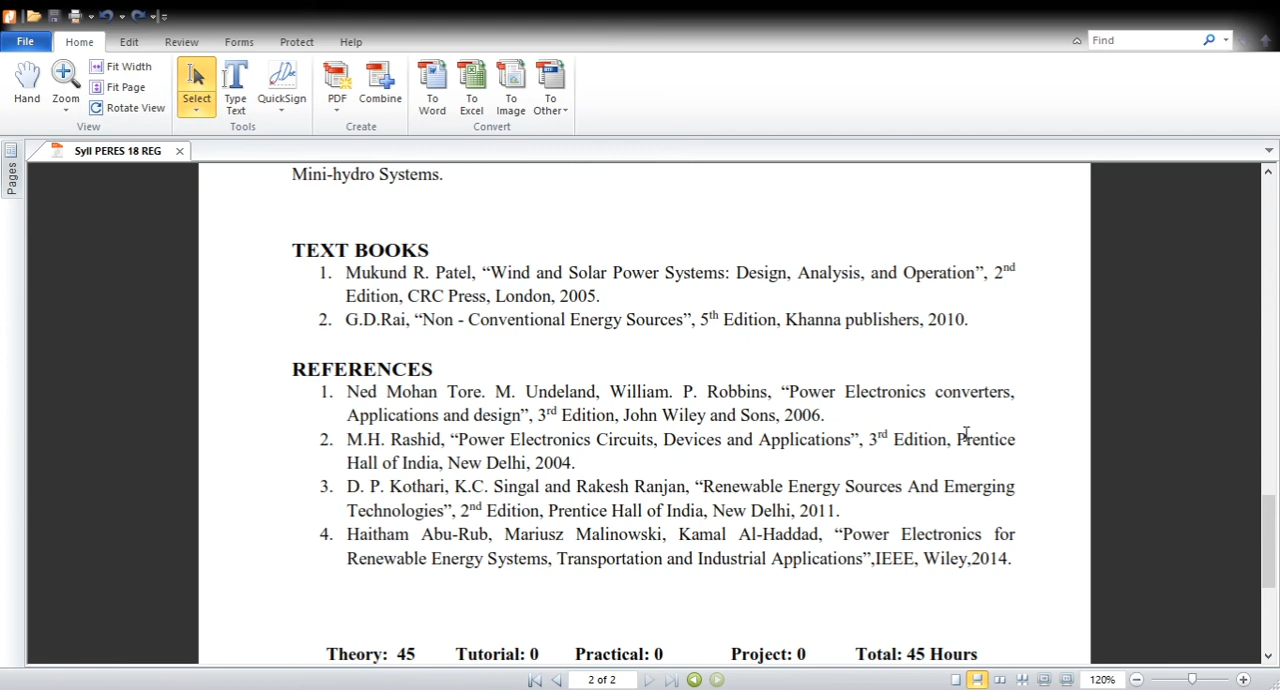 File Home Edit Review Forms Protect Help Find
Hand Zoom Fit Width Fit Page Rotate View Select Type Text QuickSign PDF Combine To Word To Excel To Image To Other
View Tools Create Convert
Syll PERES 18 REG
Pages
Mini-hydro Systems.
TEXT BOOKS
1. Mukund R. Patel, “Wind and Solar Power Systems: Design, Analysis, and Operation”, 2nd
Edition, CRC Press, London, 2005.
2. G.D.Rai, “Non - Conventional Energy Sources”, 5th Edition, Khanna publishers, 2010.
REFERENCES
1. Ned Mohan Tore. M. Undeland, William. P. Robbins, “Power Electronics converters,
Applications and design”, 3rd Edition, John Wiley and Sons, 2006.
2. M.H. Rashid, “Power Electronics Circuits, Devices and Applications”, 3rd Edition, Prentice
Hall of India, New Delhi, 2004.
3. D. P. Kothari, K.C. Singal and Rakesh Ranjan, “Renewable Energy Sources And Emerging
Technologies”, 2nd Edition, Prentice Hall of India, New Delhi, 2011.
4. Haitham Abu-Rub, Mariusz Malinowski, Kamal Al-Haddad, “Power Electronics for
Renewable Energy Systems, Transportation and Industrial Applications”,IEEE, Wiley,2014.
Theory: 45 Tutorial: 0 Practical: 0 Project: 0 Total: 45 Hours
2 of 2 120%